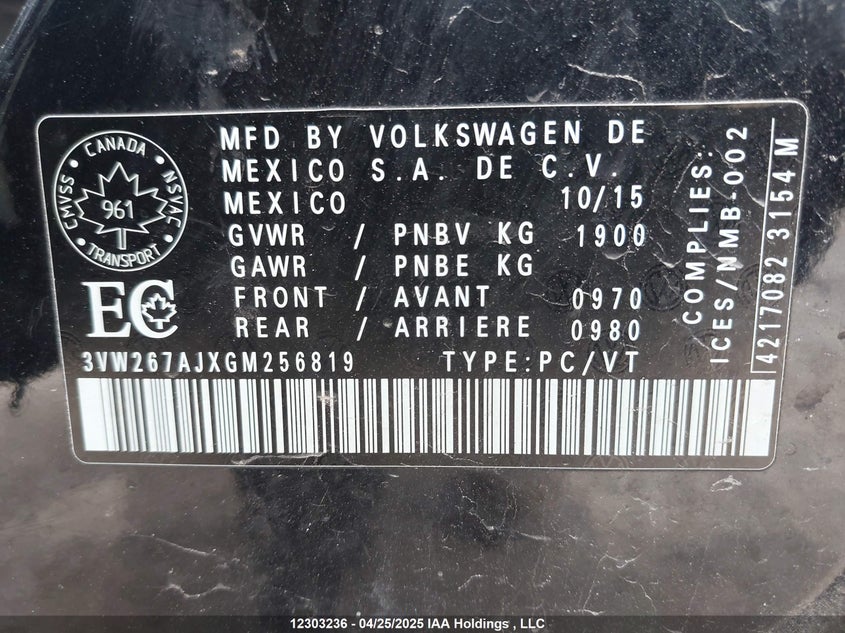 CMVSS CANADA NSVAC
961
TRANSPORT
EC
MFD BY VOLKSWAGEN DE
MEXICO S.A. DE C.V.
MEXICO 10/15
GVWR / PNBV KG 1900
GAWR / PNBE KG
FRONT / AVANT 0970
REAR / ARRIERE 0980
3VW267AJXGM256819 TYPE:PC/VT
COMPLIES:
ICES/NMB-002
4217082 3154 M
12303236 - 04/25/2025 IAA Holdings , LLC